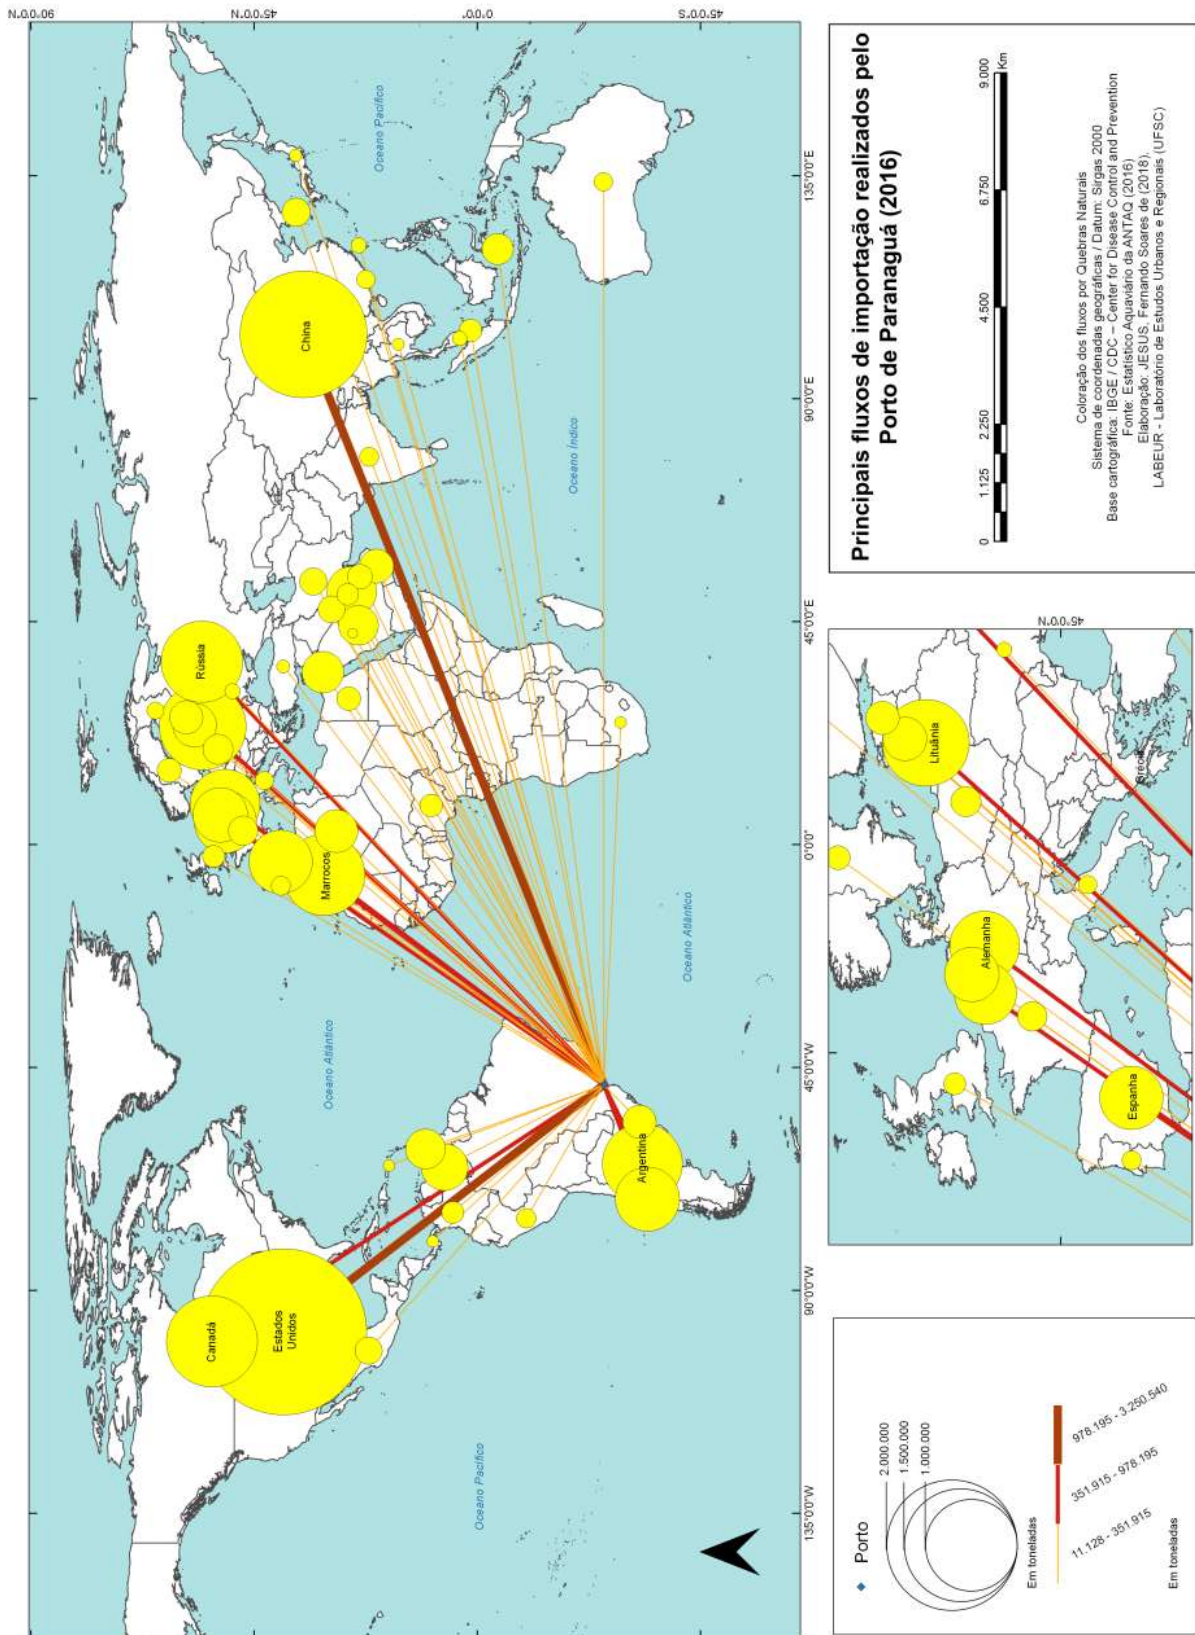 90°0'0"N
45°0'0"N
0°0'0"
45°0'0"S
135°0'0"W
90°0'0"W
45°0'0"W
0°0'0"
45°0'0"E
90°0'0"E
135°0'0"E
Oceano Pacífico
Oceano Atlântico
Oceano Atlântico
Oceano Índico
Oceano Pacífico
Canadá
Estados
Unidos
Argentina
Marrocos
Rússia
China
Porto
2.000.000
1.500.000
1.000.000
Em toneladas
11.128 - 351.915
351.915 - 978.195
978.195 - 3.250.540
Em toneladas
Espanha
Alemanha
Lituânia
Grécia
45°0'0"N
Principais fluxos de importação realizados pelo
Porto de Paranaguá (2016)
0 1.125 2.250 4.500 6.750 9.000
Km
Coloração dos fluxos por Quebras Naturais
Sistema de coordenadas geográficas / Datum: Sirgas 2000
Base cartográfica: IBGE / CDC – Center for Disease Control and Prevention
Fonte: Estatístico Aquaviário da ANTAQ (2016)
Elaboração: JESUS, Fernando Soares de (2018).
LABEUR - Laboratório de Estudos Urbanos e Regionais (UFSC)